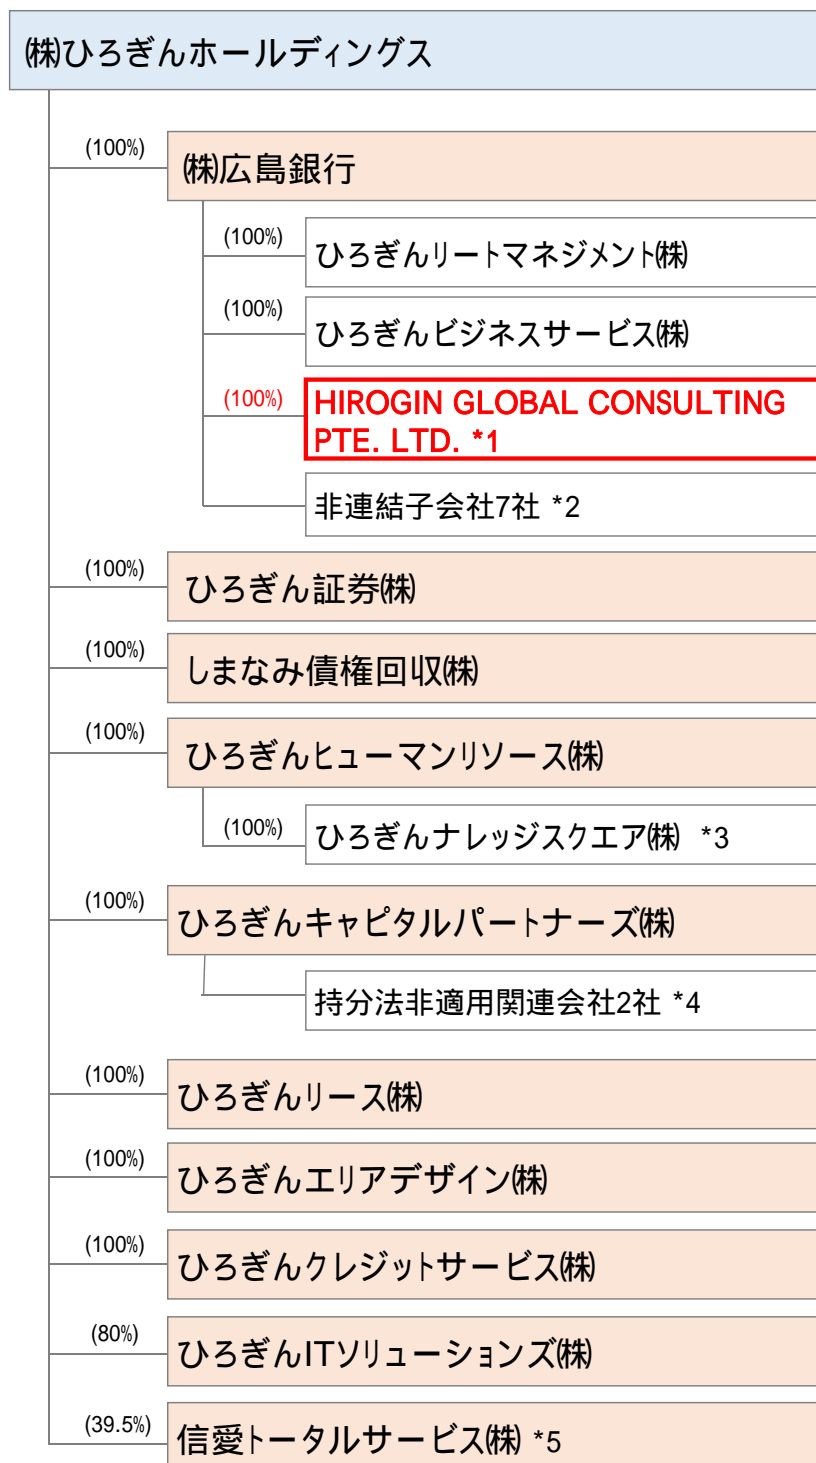 ㈱ひろぎんホールディングス
(100%)
㈱広島銀行
(100%)
ひろぎんリートマネジメント㈱
(100%)
ひろぎんビジネスサービス㈱
(100%)
HIROGIN GLOBAL CONSULTING
PTE. LTD. *1
非連結子会社7社 *2
(100%)
ひろぎん証券㈱
(100%)
しまなみ債権回収㈱
(100%)
ひろぎんヒューマンリソース㈱
(100%)
ひろぎんナレッジスクエア㈱ *3
(100%)
ひろぎんキャピタルパートナーズ㈱
持分法非適用関連会社2社 *4
(100%)
ひろぎんリース㈱
(100%)
ひろぎんエリアデザイン㈱
(100%)
ひろぎんクレジットサービス㈱
(80%)
ひろぎんITソリューションズ㈱
(39.5%)
信愛トータルサービス㈱ *5